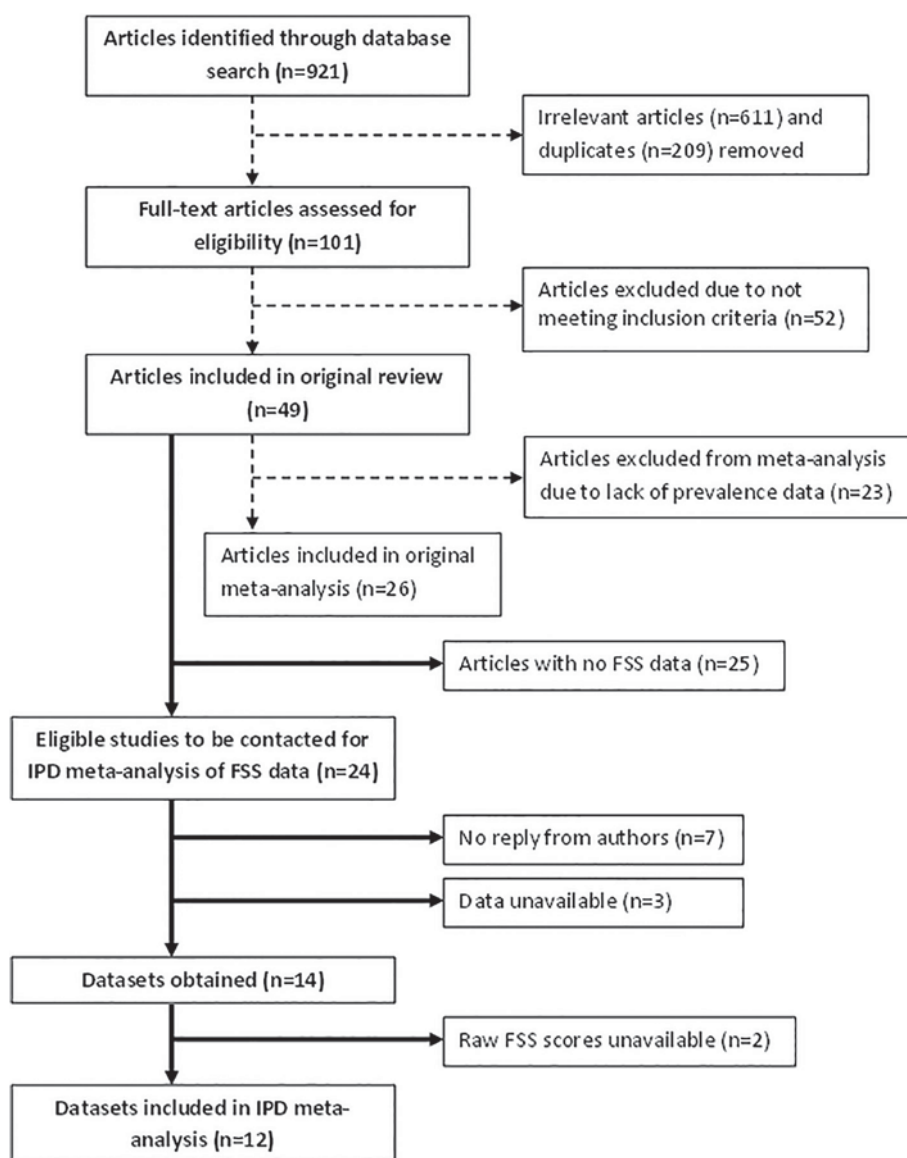 Articles identified through database
search (n=921)
Irrelevant articles (n=611) and
duplicates (n=209) removed
Full-text articles assessed for
eligibility (n=101)
Articles excluded due to not
meeting inclusion criteria (n=52)
Articles included in original review
(n=49)
Articles excluded from meta-analysis
due to lack of prevalence data (n=23)
Articles included in original
meta-analysis (n=26)
Articles with no FSS data (n=25)
Eligible studies to be contacted for
IPD meta-analysis of FSS data (n=24)
No reply from authors (n=7)
Data unavailable (n=3)
Datasets obtained (n=14)
Raw FSS scores unavailable (n=2)
Datasets included in IPD meta-
analysis (n=12)